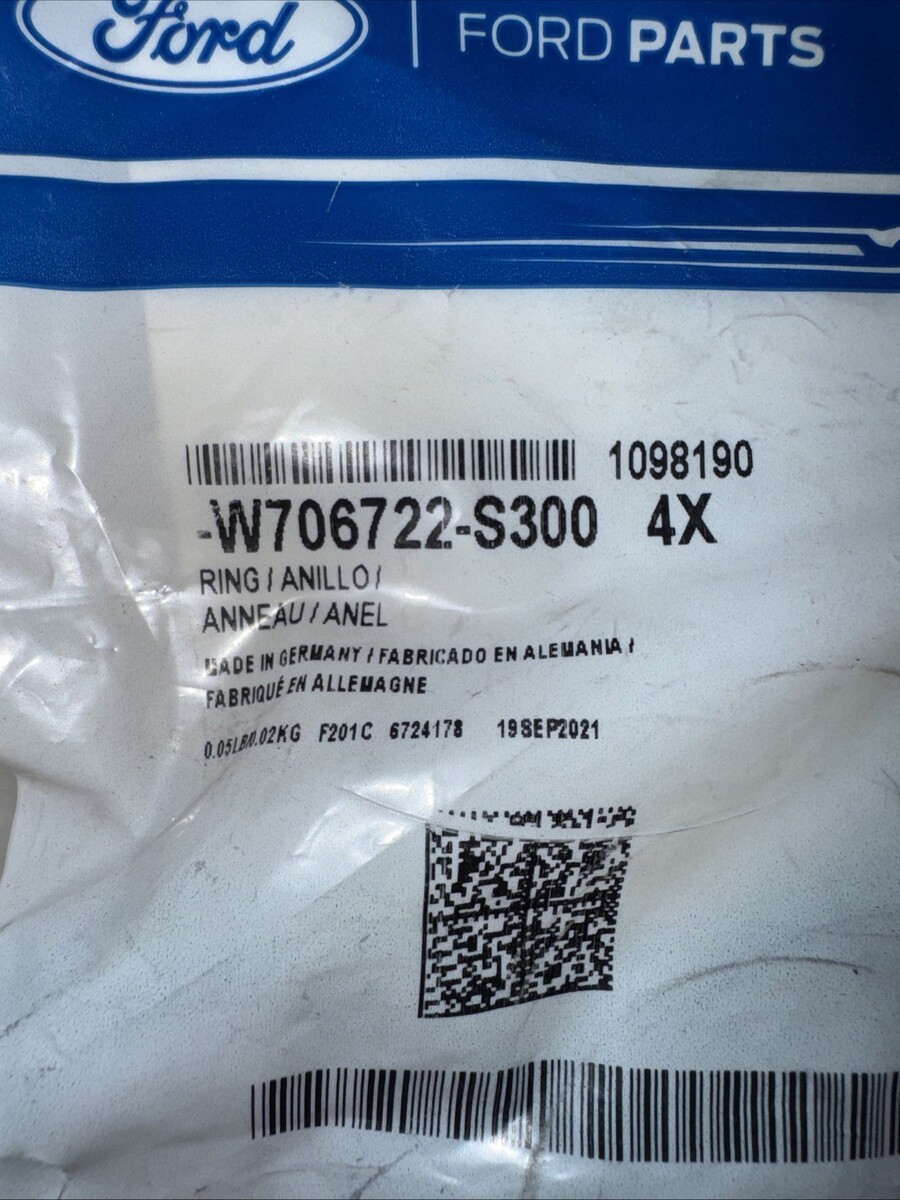 Ford
FORD PARTS
1098190
-W706722-S300 4X
RING / ANILLO /
ANNEAU / ANEL
MADE IN GERMANY / FABRICADO EN ALEMANIA /
FABRIQUÉ EN ALLEMAGNE
0.05LB/0.02KG F201C 6724178 19SEP2021